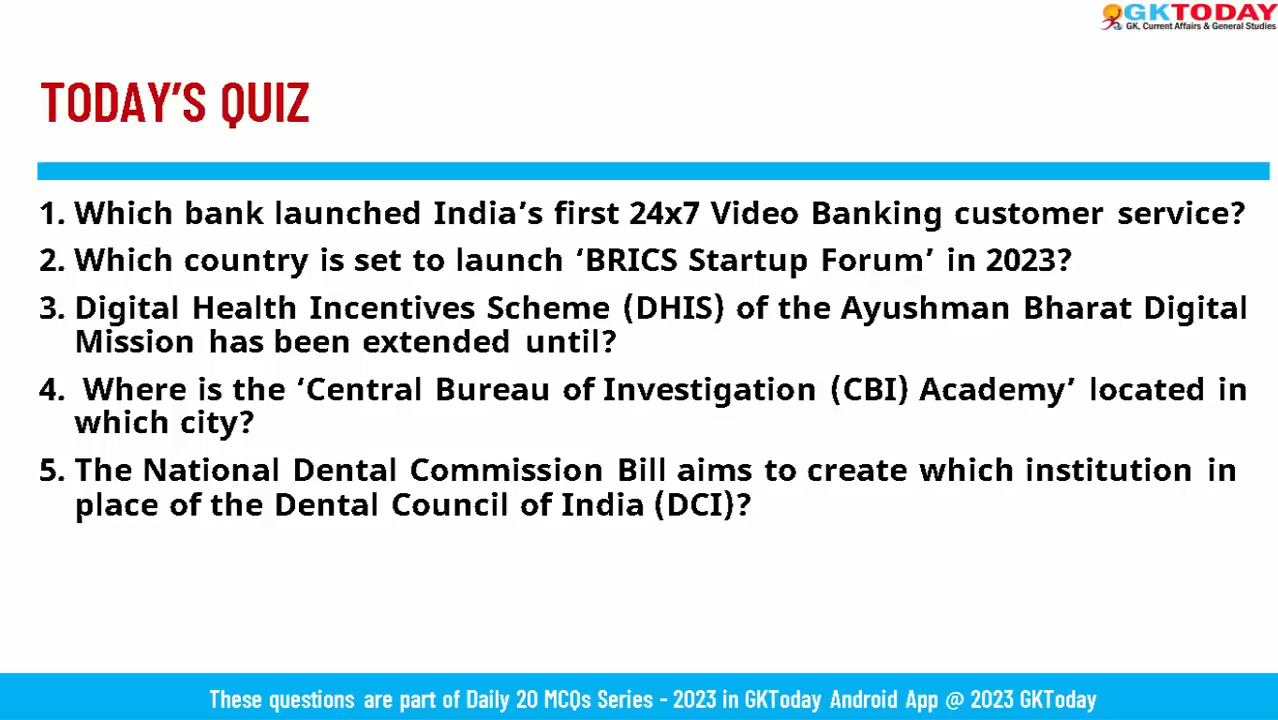 GKTODAY
GK, Current Affairs & General Studies
TODAY'S QUIZ
1. Which bank launched India's first 24x7 Video Banking customer service?
2. Which country is set to launch ‘BRICS Startup Forum’ in 2023?
3. Digital Health Incentives Scheme (DHIS) of the Ayushman Bharat Digital
Mission has been extended until?
4. Where is the ‘Central Bureau of Investigation (CBI) Academy’ located in
which city?
5. The National Dental Commission Bill aims to create which institution in
place of the Dental Council of India (DCI)?
These questions are part of Daily 20 MCQs Series - 2023 in GKToday Android App @ 2023 GKToday